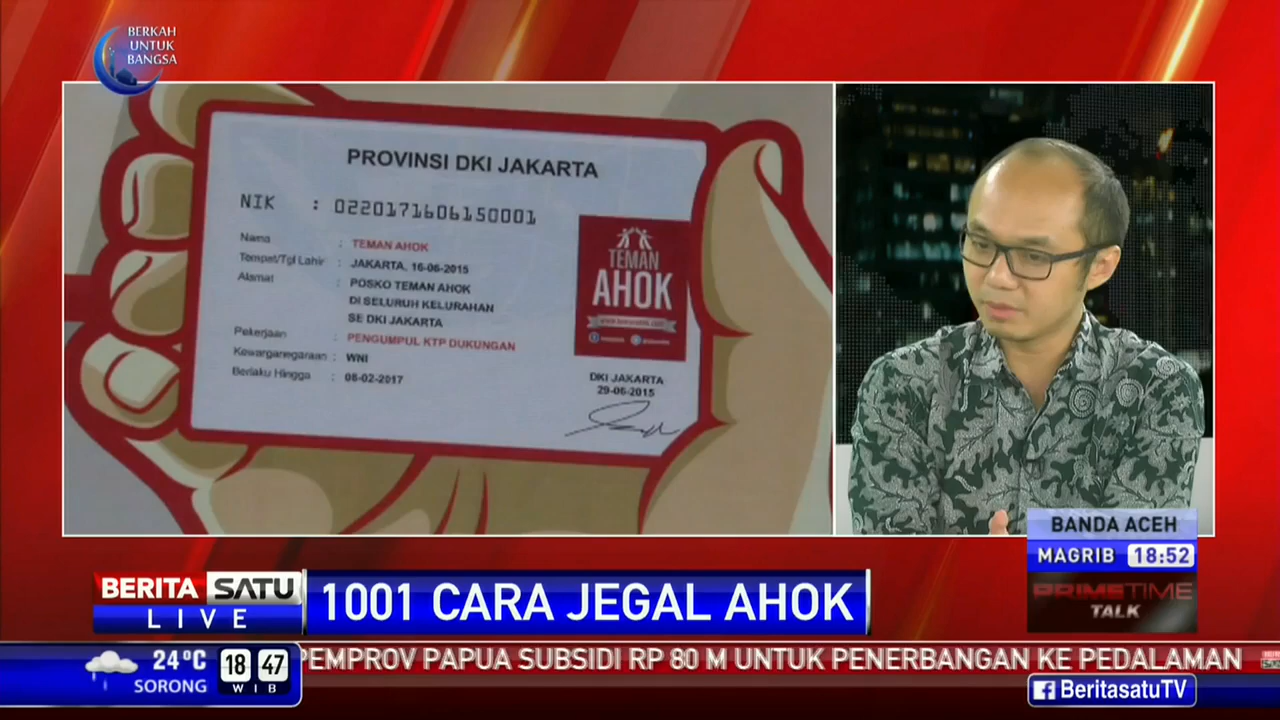 BERKAH
UNTUK
BANGSA
PROVINSI DKI JAKARTA
NIK : 0220171606150001
Nama : TEMAN AHOK
Tempat/Tgl Lahir : JAKARTA, 16-06-2015
Alamat : POSKO TEMAN AHOK
DI SELURUH KELURAHAN
SE DKI JAKARTA
Pekerjaan : PENGUMPUL KTP DUKUNGAN
Kewarganegaraan : WNI
Berlaku Hingga : 08-02-2017
TEMAN
AHOK
DKI JAKARTA
29-06-2015
BANDA ACEH
MAGRIB 18:52
PRIMETIME
TALK
BERITA SATU
LIVE
1001 CARA JEGAL AHOK
24°C
SORONG
18 47
WIB
PEMPROV PAPUA SUBSIDI RP 80 M UNTUK PENERBANGAN KE PEDALAMAN
BeritasatuTV